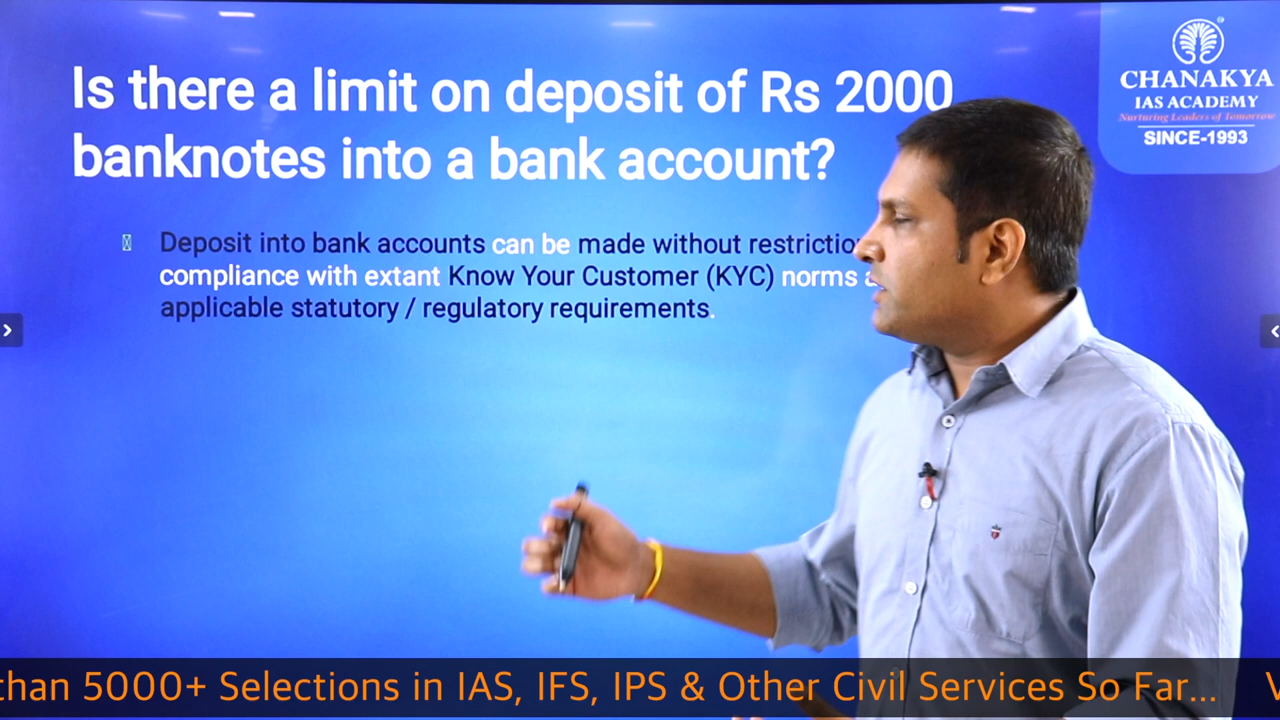 Is there a limit on deposit of Rs 2000
banknotes into a bank account?
CHANAKYA
IAS ACADEMY
Nurturing Leaders of Tomorrow
SINCE-1993
Deposit into bank accounts can be made without
compliance with extant Know Your Customer (KYC) norms
applicable statutory / regulatory requirements.
than 5000+ Selections in IAS, IFS, IPS & Other Civil Services So Far...